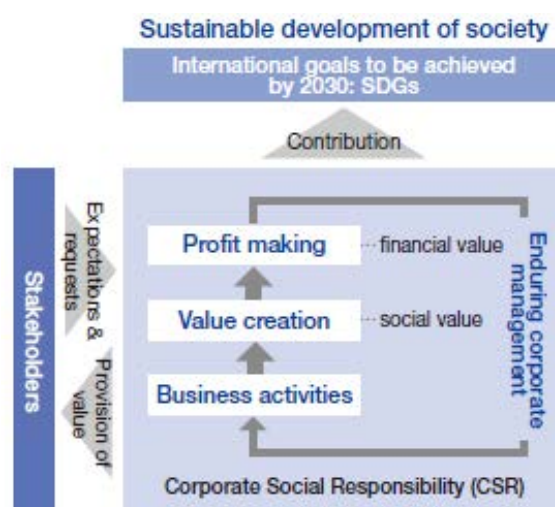 Sustainable development of society
International goals to be achieved
by 2030: SDGs
Contribution
Stakeholders
Expectations &
requests
Provision of
value
Profit making
financial value
Value creation
social value
Business activities
Enduring corporate
management
Corporate Social Responsibility (CSR)